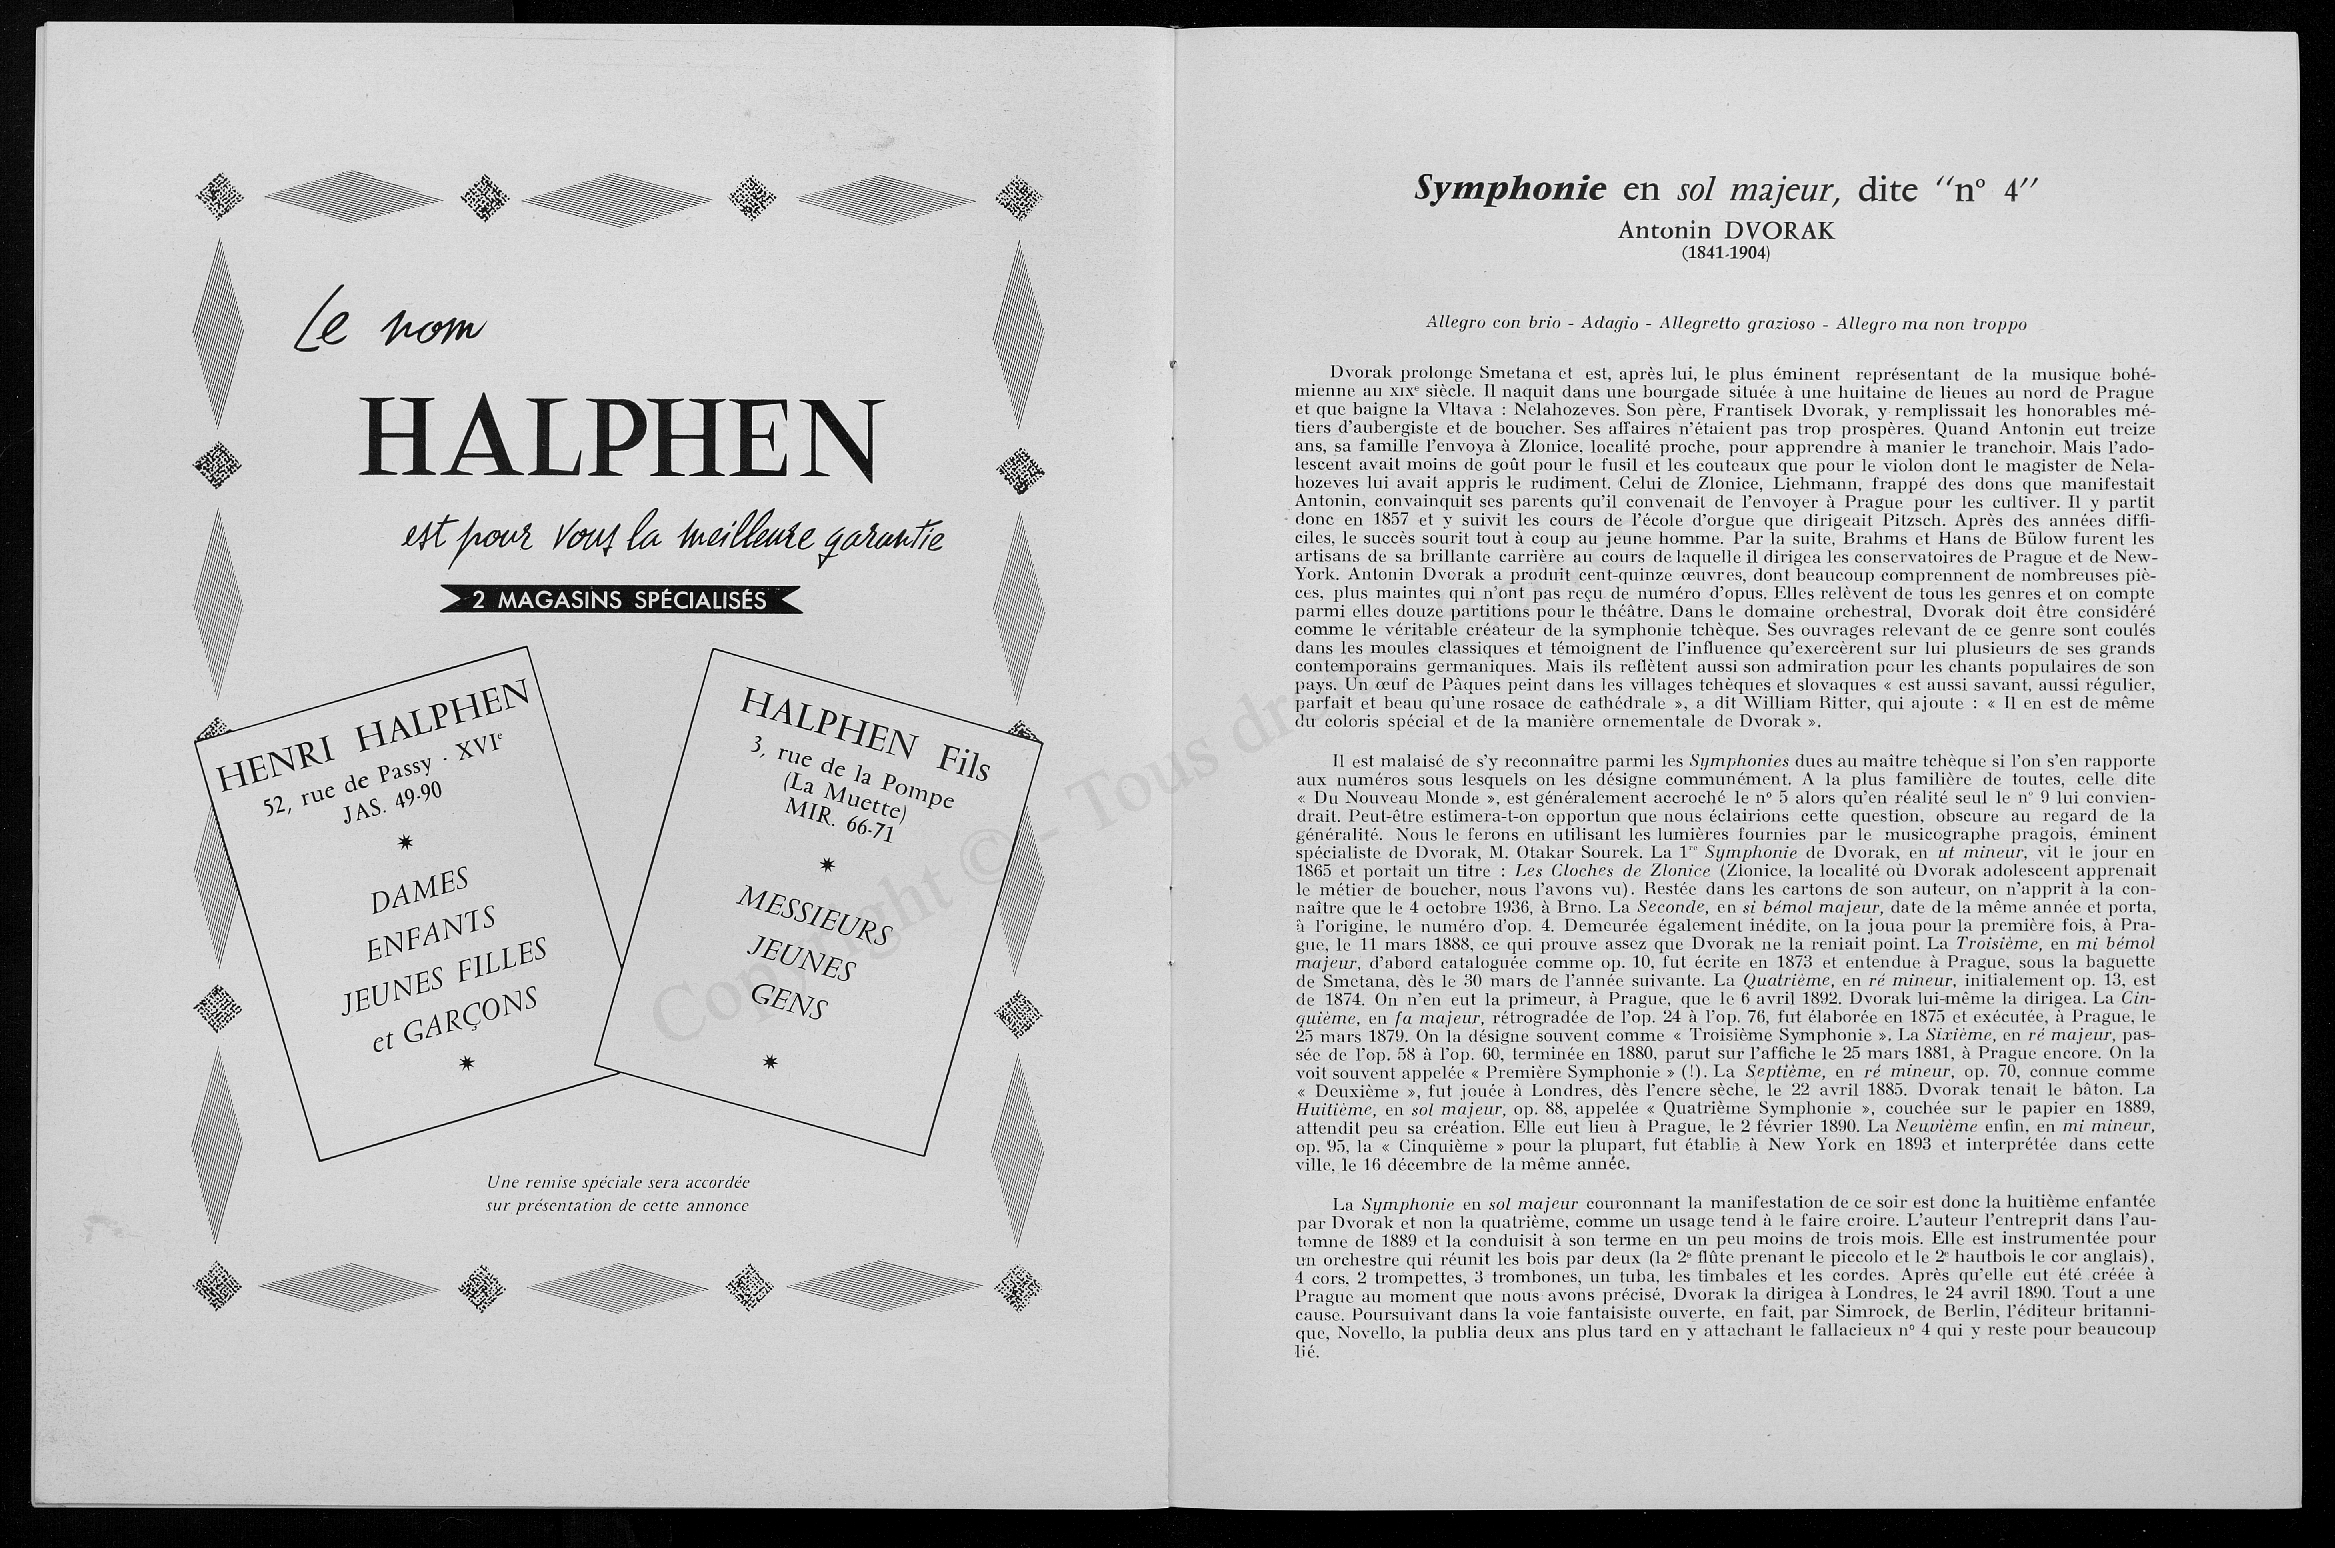 Le nom
HALPHEN
est pour vous la meilleure garantie
2 MAGASINS SPÉCIALISÉS
HENRI HALPHEN
52, rue de Passy - XVIe
JAS. 49-90
DAMES
ENFANTS
JEUNES FILLES
et GARÇONS
HALPHEN Fils
3, rue de la Pompe
(La Muette)
MIR. 66-71
MESSIEURS
JEUNES
GENS
Une remise spéciale sera accordée
sur présentation de cette annonce
Copyright © - Tous droits
Symphonie en sol majeur, dite "n° 4"
Antonin DVORAK
(1841-1904)
Allegro con brio - Adagio - Allegretto grazioso - Allegro ma non troppo
Dvorak prolonge Smetana et est, après lui, le plus éminent représentant de la musique bohé-
mienne au XIXe siècle. Il naquit dans une bourgade située à une huitaine de lieues au nord de Prague
et que baigne la Vltava : Nelahozeves. Son père, Frantisek Dvorak, y remplissait les honorables mé-
tiers d'aubergiste et de boucher. Ses affaires n'étaient pas trop prospères. Quand Antonin eut treize
ans, sa famille l'envoya à Zlonice, localité proche, pour apprendre à manier le tranchoir. Mais l'ado-
lescent avait moins de goût pour le fusil et les couteaux que pour le violon dont le magister de Nela-
hozeves lui avait appris le rudiment. Celui de Zlonice, Liehmann, frappé des dons que manifestait
Antonin, convainquit ses parents qu'il convenait de l'envoyer à Prague pour les cultiver. Il y partit
donc en 1857 et y suivit les cours de l'école d'orgue que dirigeait Pitzsch. Après des années diffi-
ciles, le succès sourit tout à coup au jeune homme. Par la suite, Brahms et Hans de Bülow furent les
artisans de sa brillante carrière au cours de laquelle il dirigea les conservatoires de Prague et de New-
York. Antonin Dvorak a produit cent-quinze œuvres, dont beaucoup comprennent de nombreuses piè-
ces, plus maintes qui n'ont pas reçu de numéro d'opus. Elles relèvent de tous les genres et on compte
parmi elles douze partitions pour le théâtre. Dans le domaine orchestral, Dvorak doit être considéré
comme le véritable créateur de la symphonie tchèque. Ses ouvrages relevant de ce genre sont coulés
dans les moules classiques et témoignent de l'influence qu'exercèrent sur lui plusieurs de ses grands
contemporains germaniques. Mais ils reflètent aussi son admiration pour les chants populaires de son
pays. Un œuf de Pâques peint dans les villages tchèques et slovaques « est aussi savant, aussi régulier,
parfait et beau qu'une rosace de cathédrale », a dit William Ritter, qui ajoute : « Il en est de même
du coloris spécial et de la manière ornementale de Dvorak ».
Il est malaisé de s'y reconnaître parmi les Symphonies dues au maître tchèque si l'on s'en rapporte
aux numéros sous lesquels on les désigne communément. A la plus familière de toutes, celle dite
« Du Nouveau Monde », est généralement accroché le n° 5 alors qu'en réalité seul le n° 9 lui convien-
drait. Peut-être estimera-t-on opportun que nous éclairions cette question, obscure au regard de la
généralité. Nous le ferons en utilisant les lumières fournies par le musicographe pragois, éminent
spécialiste de Dvorak, M. Otakar Sourek. La 1re Symphonie de Dvorak, en ut mineur, vit le jour en
1865 et portait un titre : Les Cloches de Zlonice (Zlonice, la localité où Dvorak adolescent apprenait
le métier de boucher, nous l'avons vu). Restée dans les cartons de son auteur, on n'apprit à la con-
naître que le 4 octobre 1936, à Brno. La Seconde, en si bémol majeur, date de la même année et porta,
à l'origine, le numéro d'op. 4. Demeurée également inédite, on la joua pour la première fois, à Pra-
gue, le 11 mars 1888, ce qui prouve assez que Dvorak ne la reniait point. La Troisième, en mi bémol
majeur, d'abord cataloguée comme op. 10, fut écrite en 1873 et entendue à Prague, sous la baguette
de Smetana, dès le 30 mars de l'année suivante. La Quatrième, en ré mineur, initialement op. 13, est
de 1874. On n'en eut la primeur, à Prague, que le 6 avril 1892. Dvorak lui-même la dirigea. La Cin-
quième, en fa majeur, rétrogradée de l'op. 24 à l'op. 76, fut élaborée en 1875 et exécutée, à Prague, le
25 mars 1879. On la désigne souvent comme « Troisième Symphonie ». La Sixième, en ré majeur, pas-
sée de l'op. 58 à l'op. 60, terminée en 1880, parut sur l'affiche le 25 mars 1881, à Prague encore. On la
voit souvent appelée « Première Symphonie » (!). La Septième, en ré mineur, op. 70, connue comme
« Deuxième », fut jouée à Londres, dès l'encre sèche, le 22 avril 1885. Dvorak tenait le bâton. La
Huitième, en sol majeur, op. 88, appelée « Quatrième Symphonie », couchée sur le papier en 1889,
attendit peu sa création. Elle eut lieu à Prague, le 2 février 1890. La Neuvième enfin, en mi mineur,
op. 95, la « Cinquième » pour la plupart, fut établie à New York en 1893 et interprétée dans cette
ville, le 16 décembre de la même année.
La Symphonie en sol majeur couronnant la manifestation de ce soir est donc la huitième enfantée
par Dvorak et non la quatrième, comme un usage tend à le faire croire. L'auteur l'entreprit dans l'au-
tomne de 1889 et la conduisit à son terme en un peu moins de trois mois. Elle est instrumentée pour
un orchestre qui réunit les bois par deux (la 2e flûte prenant le piccolo et le 2e hautbois le cor anglais),
4 cors, 2 trompettes, 3 trombones, un tuba, les timbales et les cordes. Après qu'elle eut été créée à
Prague au moment que nous avons précisé, Dvorak la dirigea à Londres, le 24 avril 1890. Tout a une
cause. Poursuivant dans la voie fantaisiste ouverte, en fait, par Simrock, de Berlin, l'éditeur britanni-
que, Novello, la publia deux ans plus tard en y attachant le fallacieux n° 4 qui y reste pour beaucoup
lié.